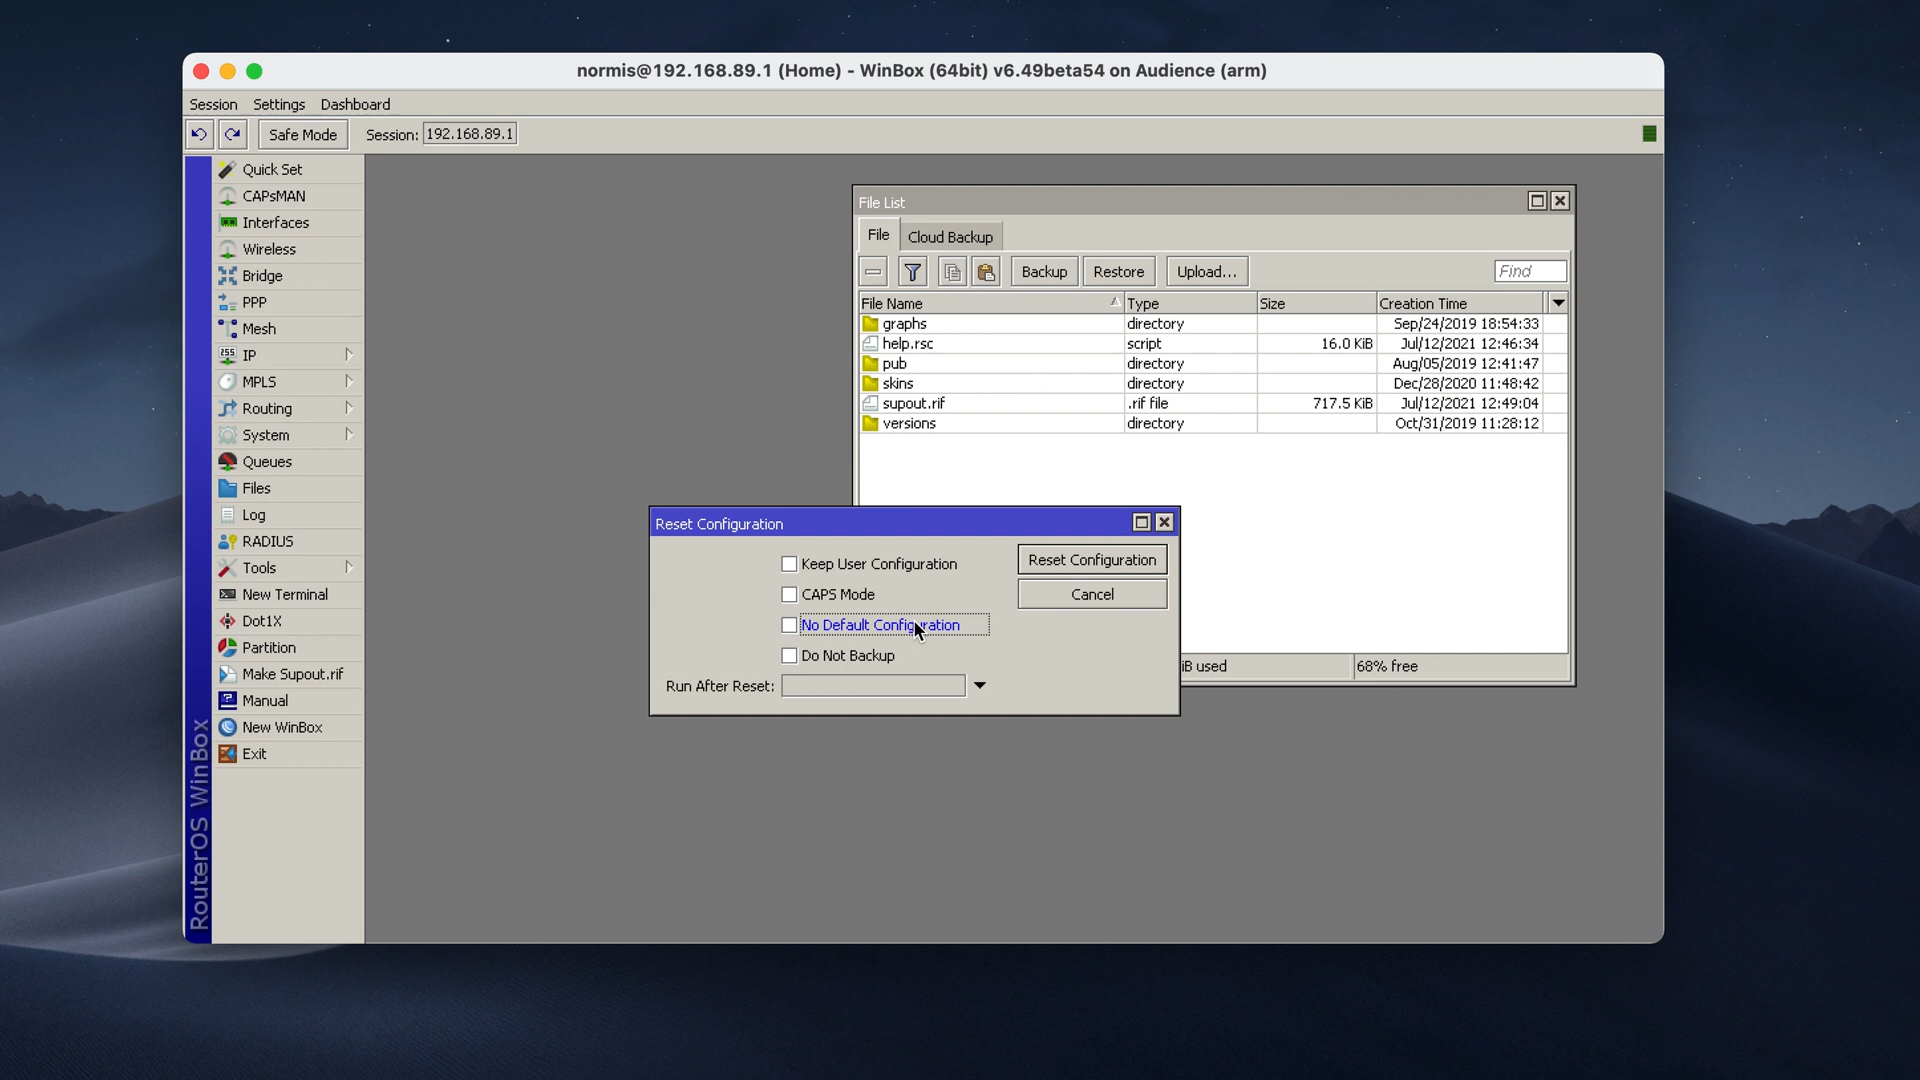 normis@192.168.89.1 (Home) - WinBox (64bit) v6.49beta54 on Audience (arm)
Session Settings Dashboard
Safe Mode Session: 192.168.89.1
RouterOS WinBox
Quick Set
CAPsMAN
Interfaces
Wireless
Bridge
PPP
Mesh
255 IP
MPLS
Routing
System
Queues
Files
Log
RADIUS
Tools
New Terminal
Dot1X
Partition
Make Supout.rif
Manual
New WinBox
Exit
File List
File Cloud Backup
Backup Restore Upload... Find
File Name Type Size Creation Time
graphs directory Sep/24/2019 18:54:33
help.rsc script 16.0 KiB Jul/12/2021 12:46:34
pub directory Aug/05/2019 12:41:47
skins directory Dec/28/2020 11:48:42
supout.rif .rif file 717.5 KiB Jul/12/2021 12:49:04
versions directory Oct/31/2019 11:28:12
iB used 68% free
Reset Configuration
Keep User Configuration
CAPS Mode
No Default Configuration
Do Not Backup
Run After Reset:
Reset Configuration
Cancel